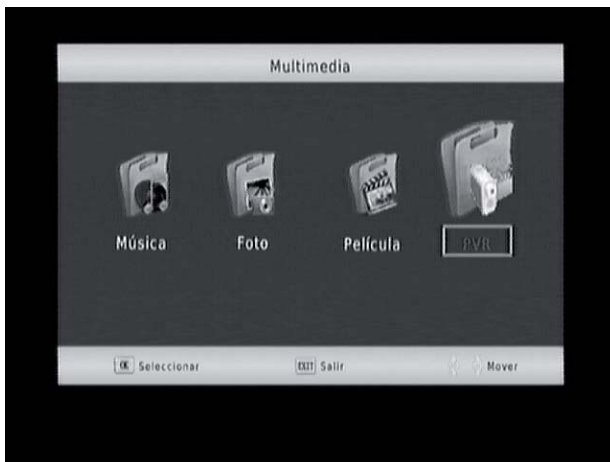 Multimedia
Música Foto Película PVR
OK Seleccionar EXIT Salir Mover